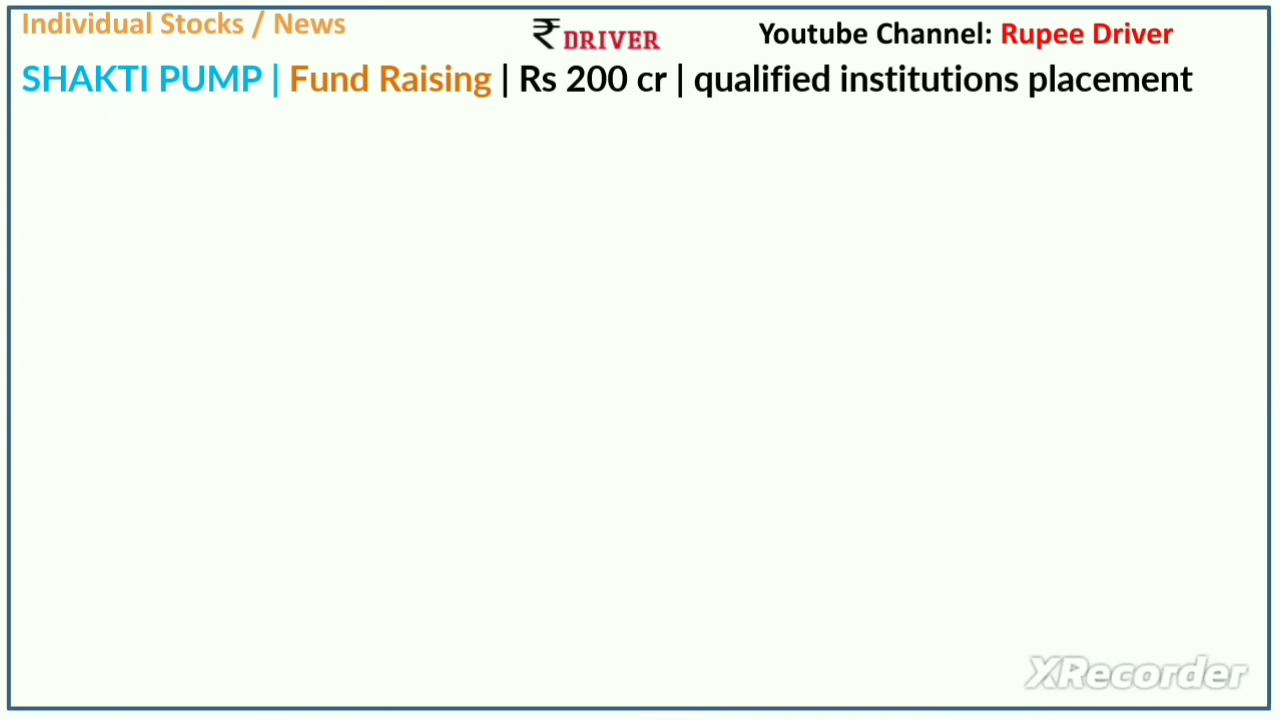 Individual Stocks / News
₹ DRIVER
Youtube Channel: Rupee Driver
SHAKTI PUMP | Fund Raising | Rs 200 cr | qualified institutions placement
XRecorder